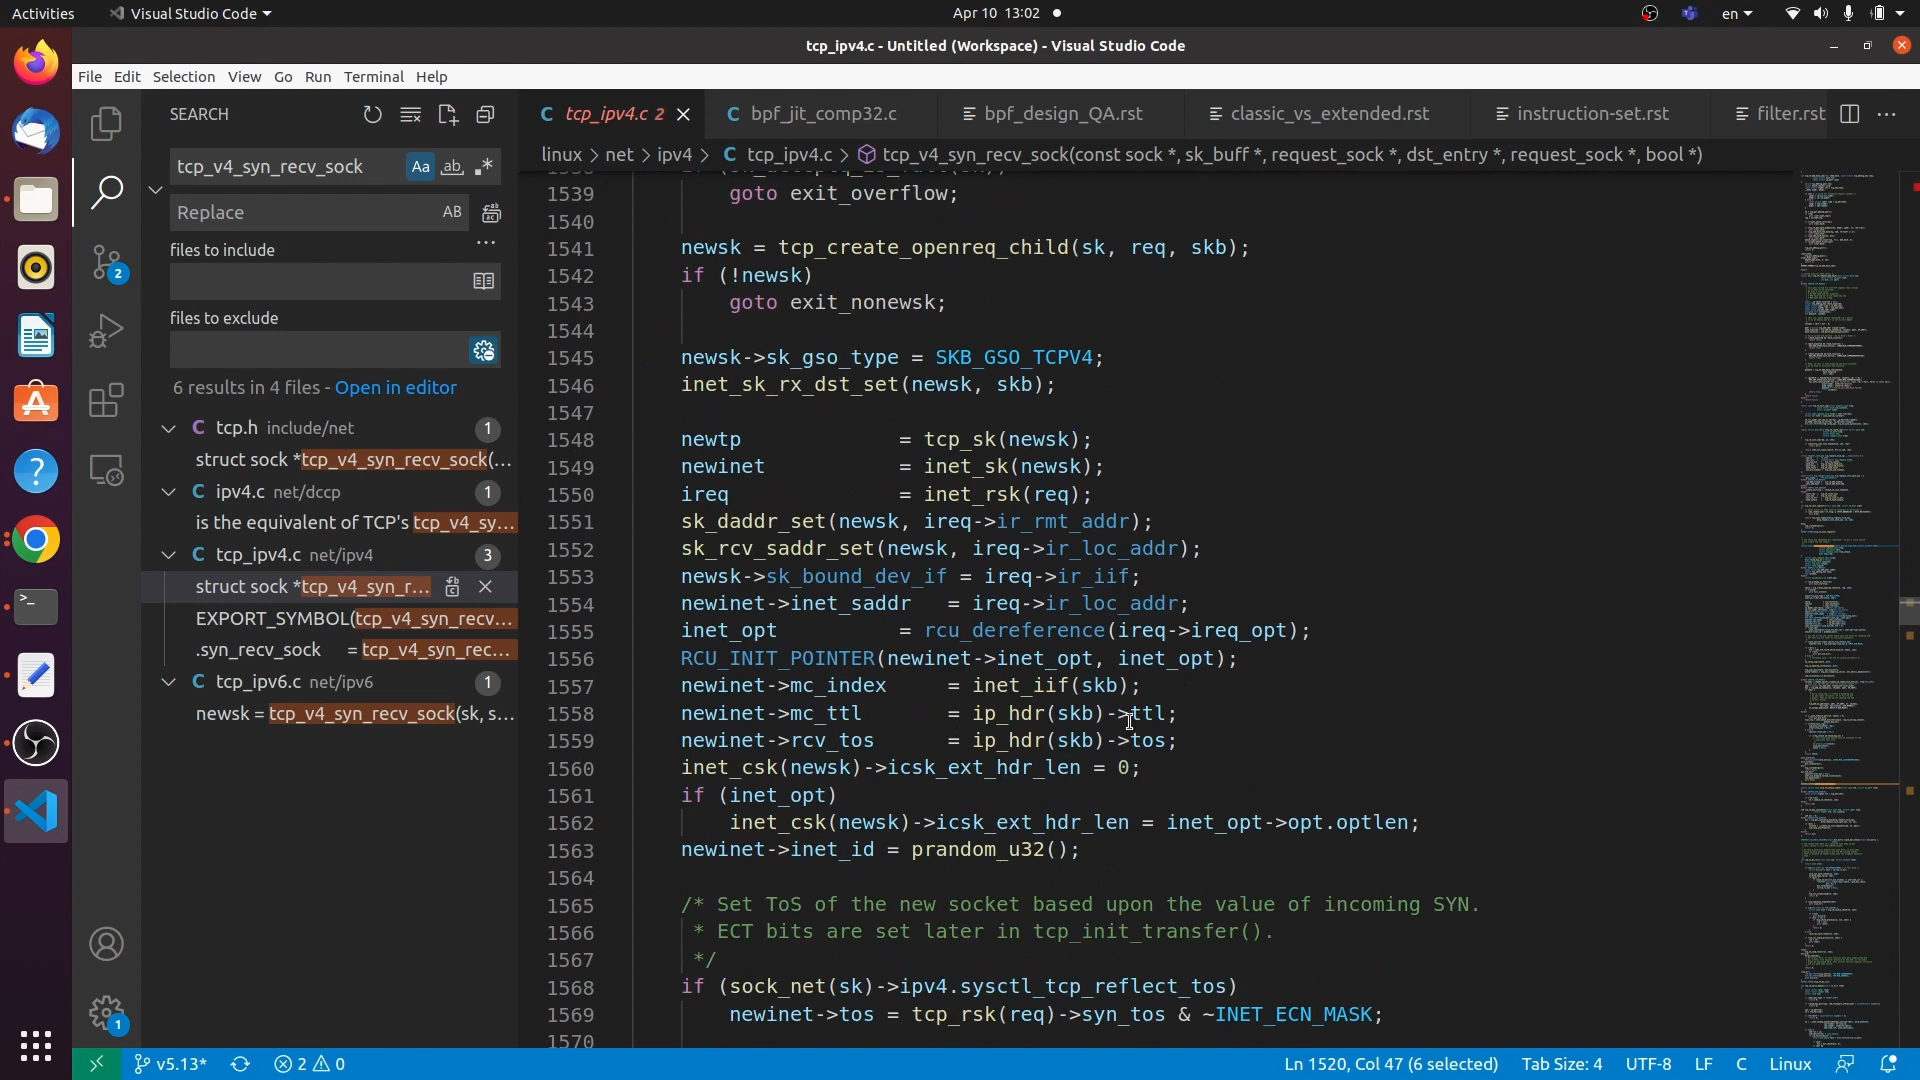 Activities
Visual Studio Code
Apr 10 13:02
en
tcp_ipv4.c - Untitled (Workspace) - Visual Studio Code
File Edit Selection View Go Run Terminal Help
SEARCH
tcp_v4_syn_recv_sock
Aa ab .*
Replace
AB
files to include
files to exclude
6 results in 4 files - Open in editor
tcp.h include/net 1
struct sock *tcp_v4_syn_recv_sock(...
ipv4.c net/dccp 1
is the equivalent of TCP's tcp_v4_sy...
tcp_ipv4.c net/ipv4 3
struct sock *tcp_v4_syn_r...
EXPORT_SYMBOL(tcp_v4_syn_recv...
.syn_recv_sock = tcp_v4_syn_rec...
tcp_ipv6.c net/ipv6 1
newsk = tcp_v4_syn_recv_sock(sk, s...
2
1
C tcp_ipv4.c 2
C bpf_jit_comp32.c
bpf_design_QA.rst
classic_vs_extended.rst
instruction-set.rst
filter.rst
linux > net > ipv4 > C tcp_ipv4.c > tcp_v4_syn_recv_sock(const sock *, sk_buff *, request_sock *, dst_entry *, request_sock *, bool *)
1539 goto exit_overflow;
1540
1541 newsk = tcp_create_openreq_child(sk, req, skb);
1542 if (!newsk)
1543 goto exit_nonewsk;
1544
1545 newsk->sk_gso_type = SKB_GSO_TCPV4;
1546 inet_sk_rx_dst_set(newsk, skb);
1547
1548 newtp = tcp_sk(newsk);
1549 newinet = inet_sk(newsk);
1550 ireq = inet_rsk(req);
1551 sk_daddr_set(newsk, ireq->ir_rmt_addr);
1552 sk_rcv_saddr_set(newsk, ireq->ir_loc_addr);
1553 newsk->sk_bound_dev_if = ireq->ir_iif;
1554 newinet->inet_saddr = ireq->ir_loc_addr;
1555 inet_opt = rcu_dereference(ireq->ireq_opt);
1556 RCU_INIT_POINTER(newinet->inet_opt, inet_opt);
1557 newinet->mc_index = inet_iif(skb);
1558 newinet->mc_ttl = ip_hdr(skb)->ttl;
1559 newinet->rcv_tos = ip_hdr(skb)->tos;
1560 inet_csk(newsk)->icsk_ext_hdr_len = 0;
1561 if (inet_opt)
1562 inet_csk(newsk)->icsk_ext_hdr_len = inet_opt->opt.optlen;
1563 newinet->inet_id = prandom_u32();
1564
1565 /* Set ToS of the new socket based upon the value of incoming SYN.
1566 * ECT bits are set later in tcp_init_transfer().
1567 */
1568 if (sock_net(sk)->ipv4.sysctl_tcp_reflect_tos)
1569 newinet->tos = tcp_rsk(req)->syn_tos & ~INET_ECN_MASK;
1570
v5.13*
2 0
Ln 1520, Col 47 (6 selected)
Tab Size: 4
UTF-8
LF
C
Linux